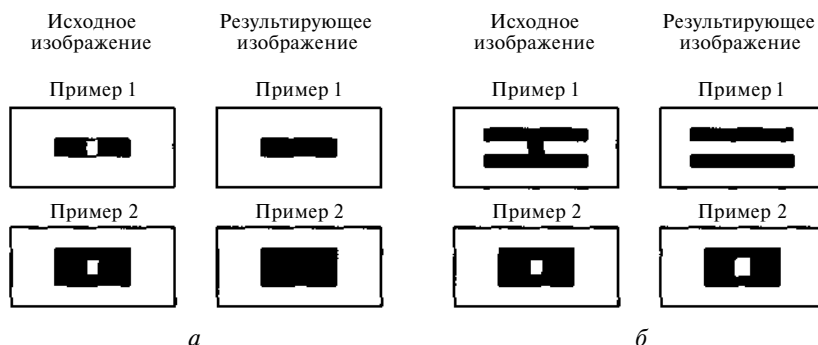 Исходное
изображение
Результирующее
изображение
Исходное
изображение
Результирующее
изображение
Пример 1
Пример 1
Пример 1
Пример 1
Пример 2
Пример 2
Пример 2
Пример 2
а
б